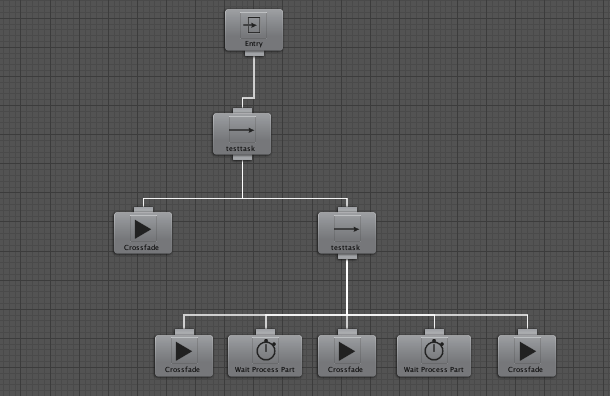 Entry
testtask
Crossfade
testtask
Crossfade
Wait Process Part
Crossfade
Wait Process Part
Crossfade